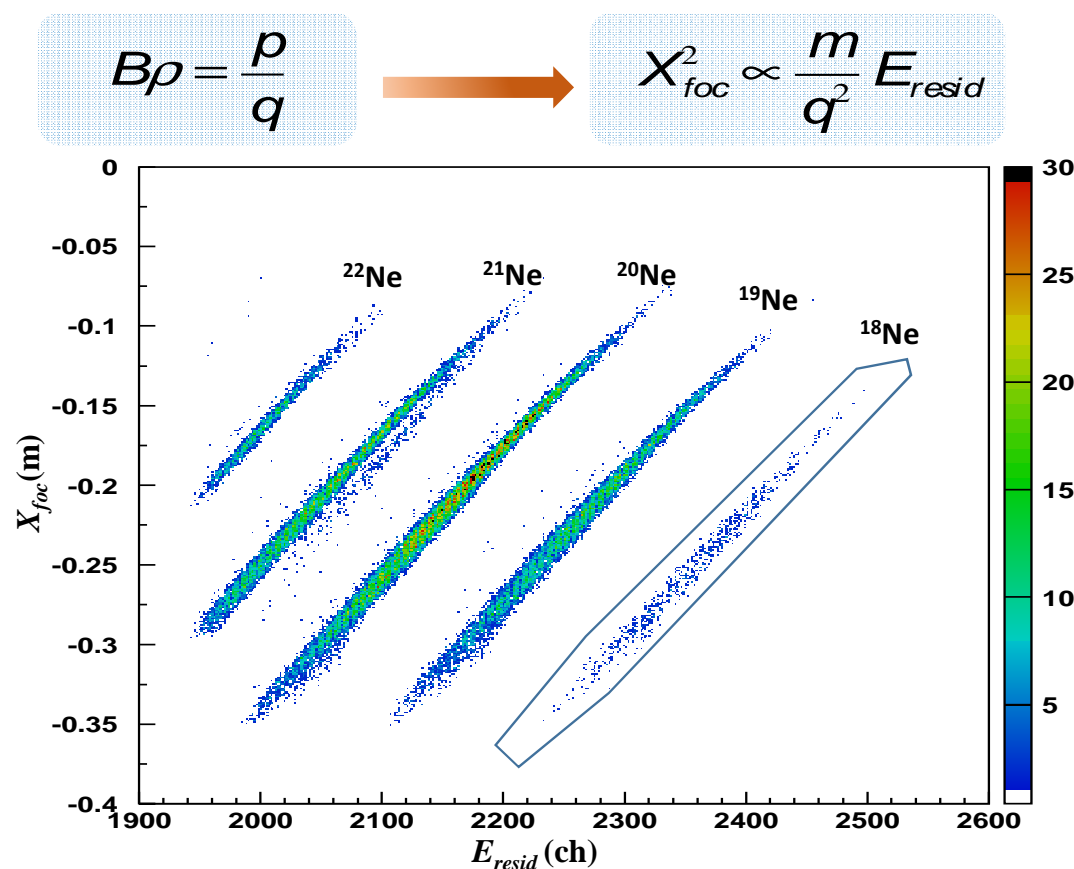 Bρ = p/q
X²foc ∝ m/q² Eresid
0
-0.05
-0.1
-0.15
-0.2
-0.25
-0.3
-0.35
-0.4
Xfoc(m)
²²Ne
²¹Ne
²⁰Ne
¹⁹Ne
¹⁸Ne
30
25
20
15
10
5
1900 2000 2100 2200 2300 2400 2500 2600
Eresid (ch)